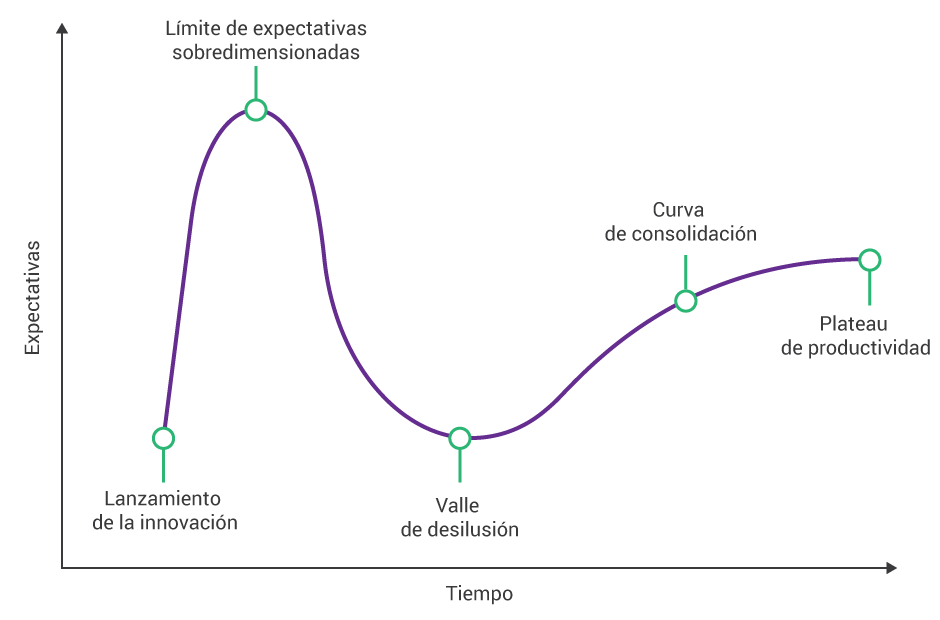 Límite de expectativas
sobredimensionadas
Curva
de consolidación
Expectativas
Plateau
de productividad
Lanzamiento
de la innovación
Valle
de desilusión
Tiempo